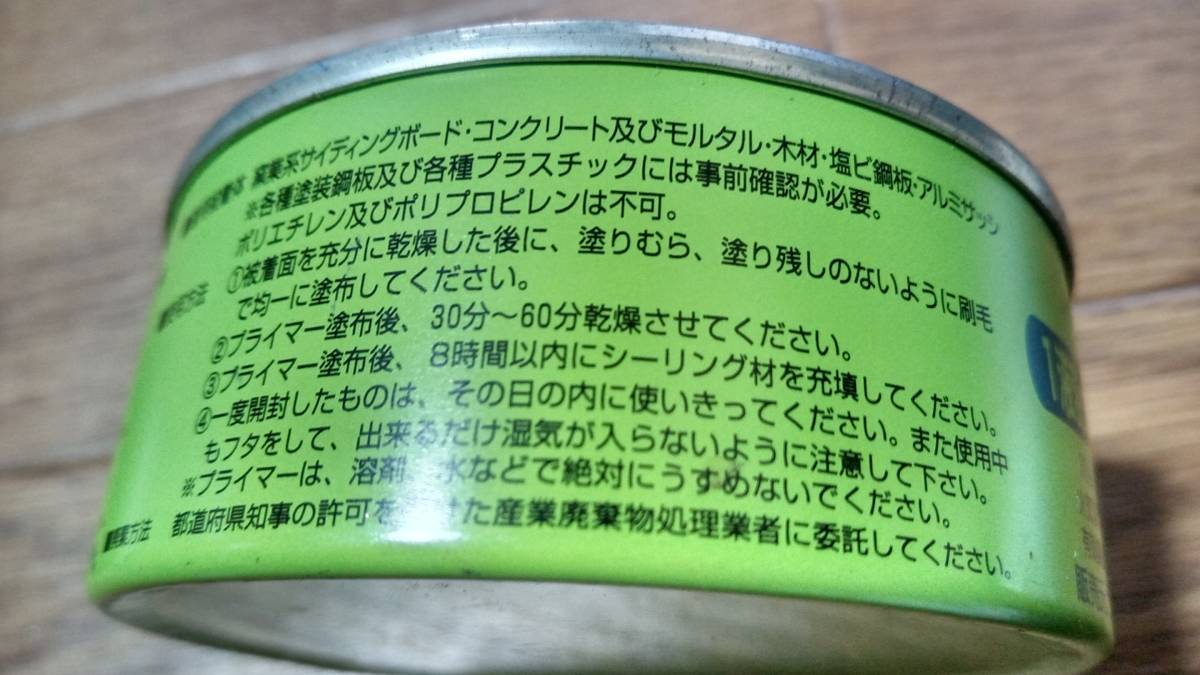 窯業系サイディングボード・コンクリート及びモルタル・木材・塩ビ鋼板・アルミサッシ
※各種塗装鋼板及び各種プラスチックには事前確認が必要。
ポリエチレン及びポリプロピレンは不可。
■使用方法 ①被着面を充分に乾燥した後に、塗りむら、塗り残しのないように刷毛
で均一に塗布してください。
②プライマー塗布後、30分～60分乾燥させてください。
③プライマー塗布後、8時間以内にシーリング材を充填してください。
④一度開封したものは、その日の内に使いきってください。また使用中
もフタをして、出来るだけ湿気が入らないように注意して下さい。
※プライマーは、溶剤、水などで絶対にうすめないでください。
■廃棄方法 都道府県知事の許可を受けた産業廃棄物処理業者に委託してください。